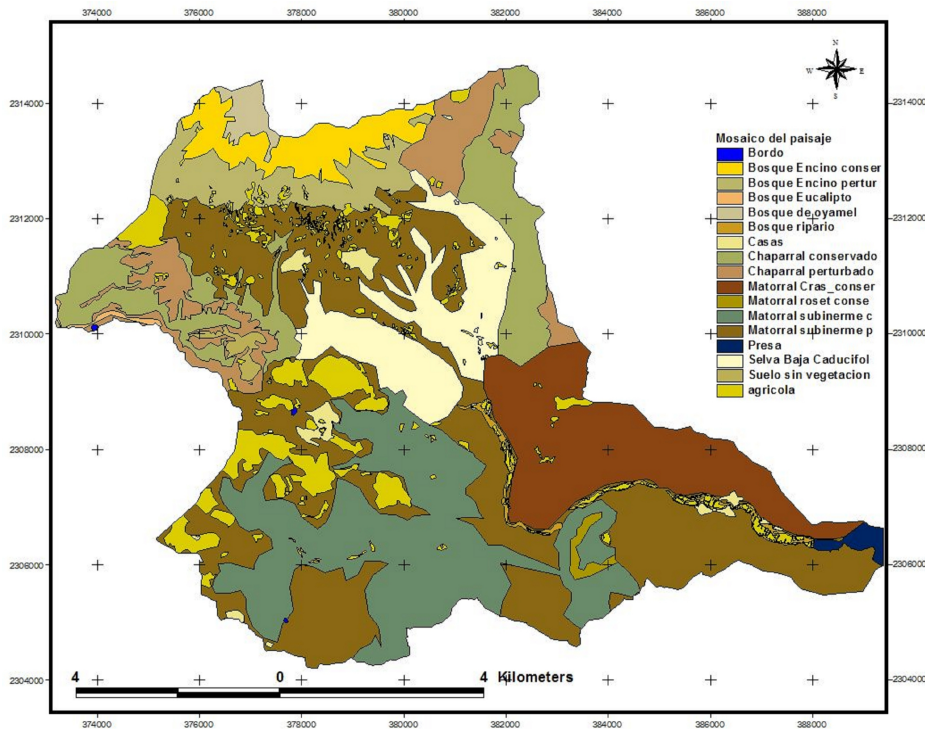 374000 376000 378000 380000 382000 384000 386000 388000
N
W E
S
2314000 2314000
Mosaico del paisaje
Bordo
Bosque Encino conser
Bosque Encino pertur
Bosque Eucalipto
Bosque de oyamel
Bosque ripario
Casas
Chaparral conservado
Chaparral perturbado
Matorral Cras_conser
Matorral roset conse
Matorral subinerme c
Matorral subinerme p
Presa
Selva Baja Caducifol
Suelo sin vegetacion
agricola
2312000 2312000
2310000 2310000
2308000 2308000
2306000 2306000
2304000 2304000
4 0 4 Kilometers
374000 376000 378000 380000 382000 384000 386000 388000